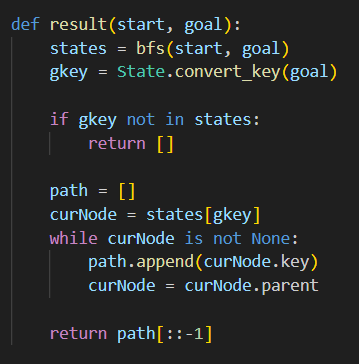 def result(start, goal):
    states = bfs(start, goal)
    gkey = State.convert_key(goal)

    if gkey not in states:
        return []

    path = []
    curNode = states[gkey]
    while curNode is not None:
        path.append(curNode.key)
        curNode = curNode.parent

    return path[::-1]